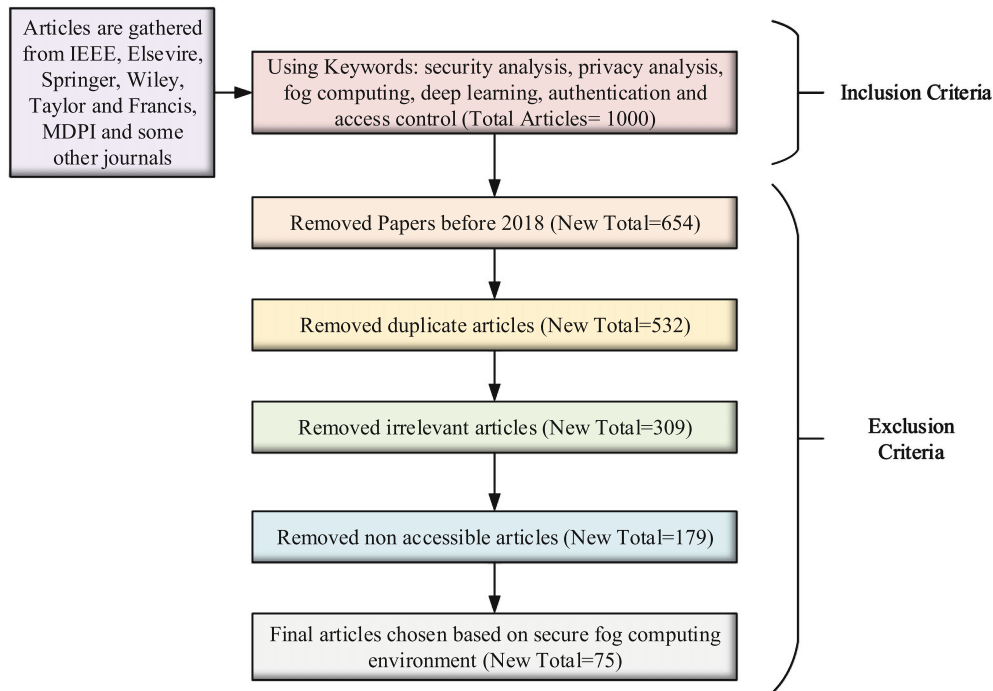 Articles are gathered
from IEEE, Elsevire,
Springer, Wiley,
Taylor and Francis,
MDPI and some
other journals
Using Keywords: security analysis, privacy analysis,
fog computing, deep learning, authentication and
access control (Total Articles= 1000)
Inclusion Criteria
Removed Papers before 2018 (New Total=654)
Removed duplicate articles (New Total=532)
Removed irrelevant articles (New Total=309)
Exclusion
Criteria
Removed non accessible articles (New Total=179)
Final articles chosen based on secure fog computing
environment (New Total=75)